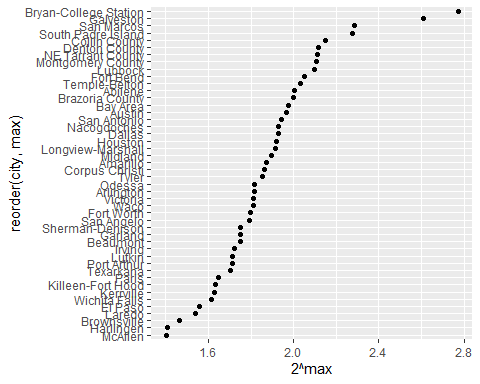 Bryan-College Station
Galveston
San Marcos
South Padre Island
Collin County
Denton County
NE Tarrant County
Montgomery County
Lubbock
Fort Bend
Temple-Belton
Abilene
Brazoria County
Bay Area
Austin
San Antonio
Nacogdoches
Dallas
Houston
Longview-Marshall
Midland
Amarillo
Corpus Christi
Tyler
Odessa
Arlington
Victoria
Waco
Fort Worth
San Angelo
Sherman-Denison
Garland
Beaumont
Irving
Lufkin
Port Arthur
Texarkana
Paris
Killeen-Fort Hood
Kerrville
Wichita Falls
El Paso
Laredo
Brownsville
Harlingen
McAllen
reorder(city, max)
1.6 2.0 2.4 2.8
2^max